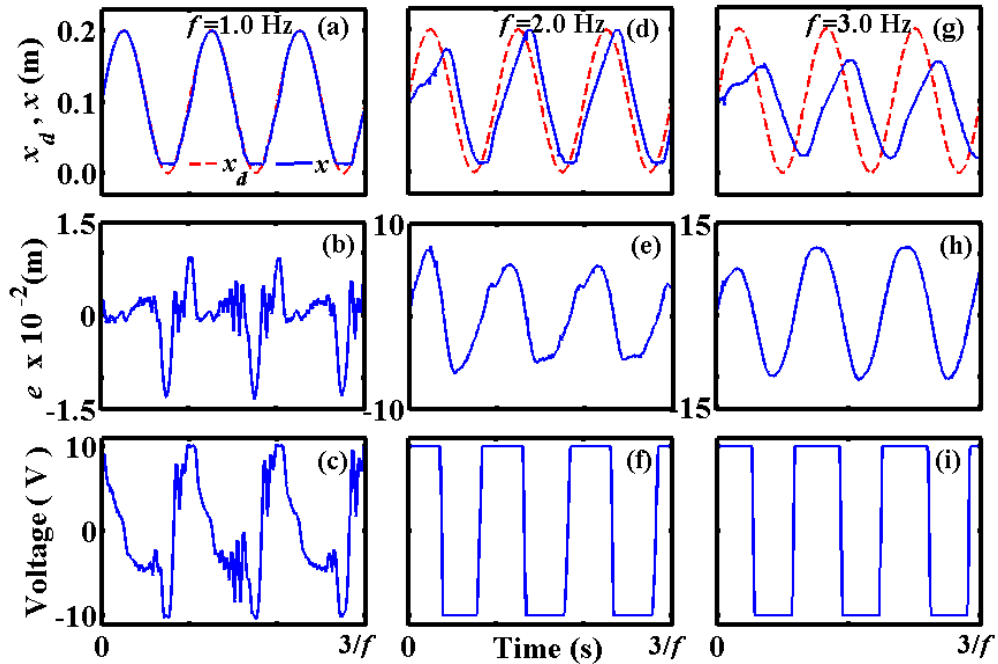 f=1.0 Hz (a)
f=2.0 Hz (d)
f=3.0 Hz (g)
x_d , x (m)
0.2
0.1
0.0
x_d x
e x 10^-2 (m)
1.5
0
-1.5
(b)
10
-10
(e)
15
15
(h)
Voltage ( V )
10
0
-10
(c)
(f)
(i)
0 3/f
0 3/f
0 3/f
Time (s)